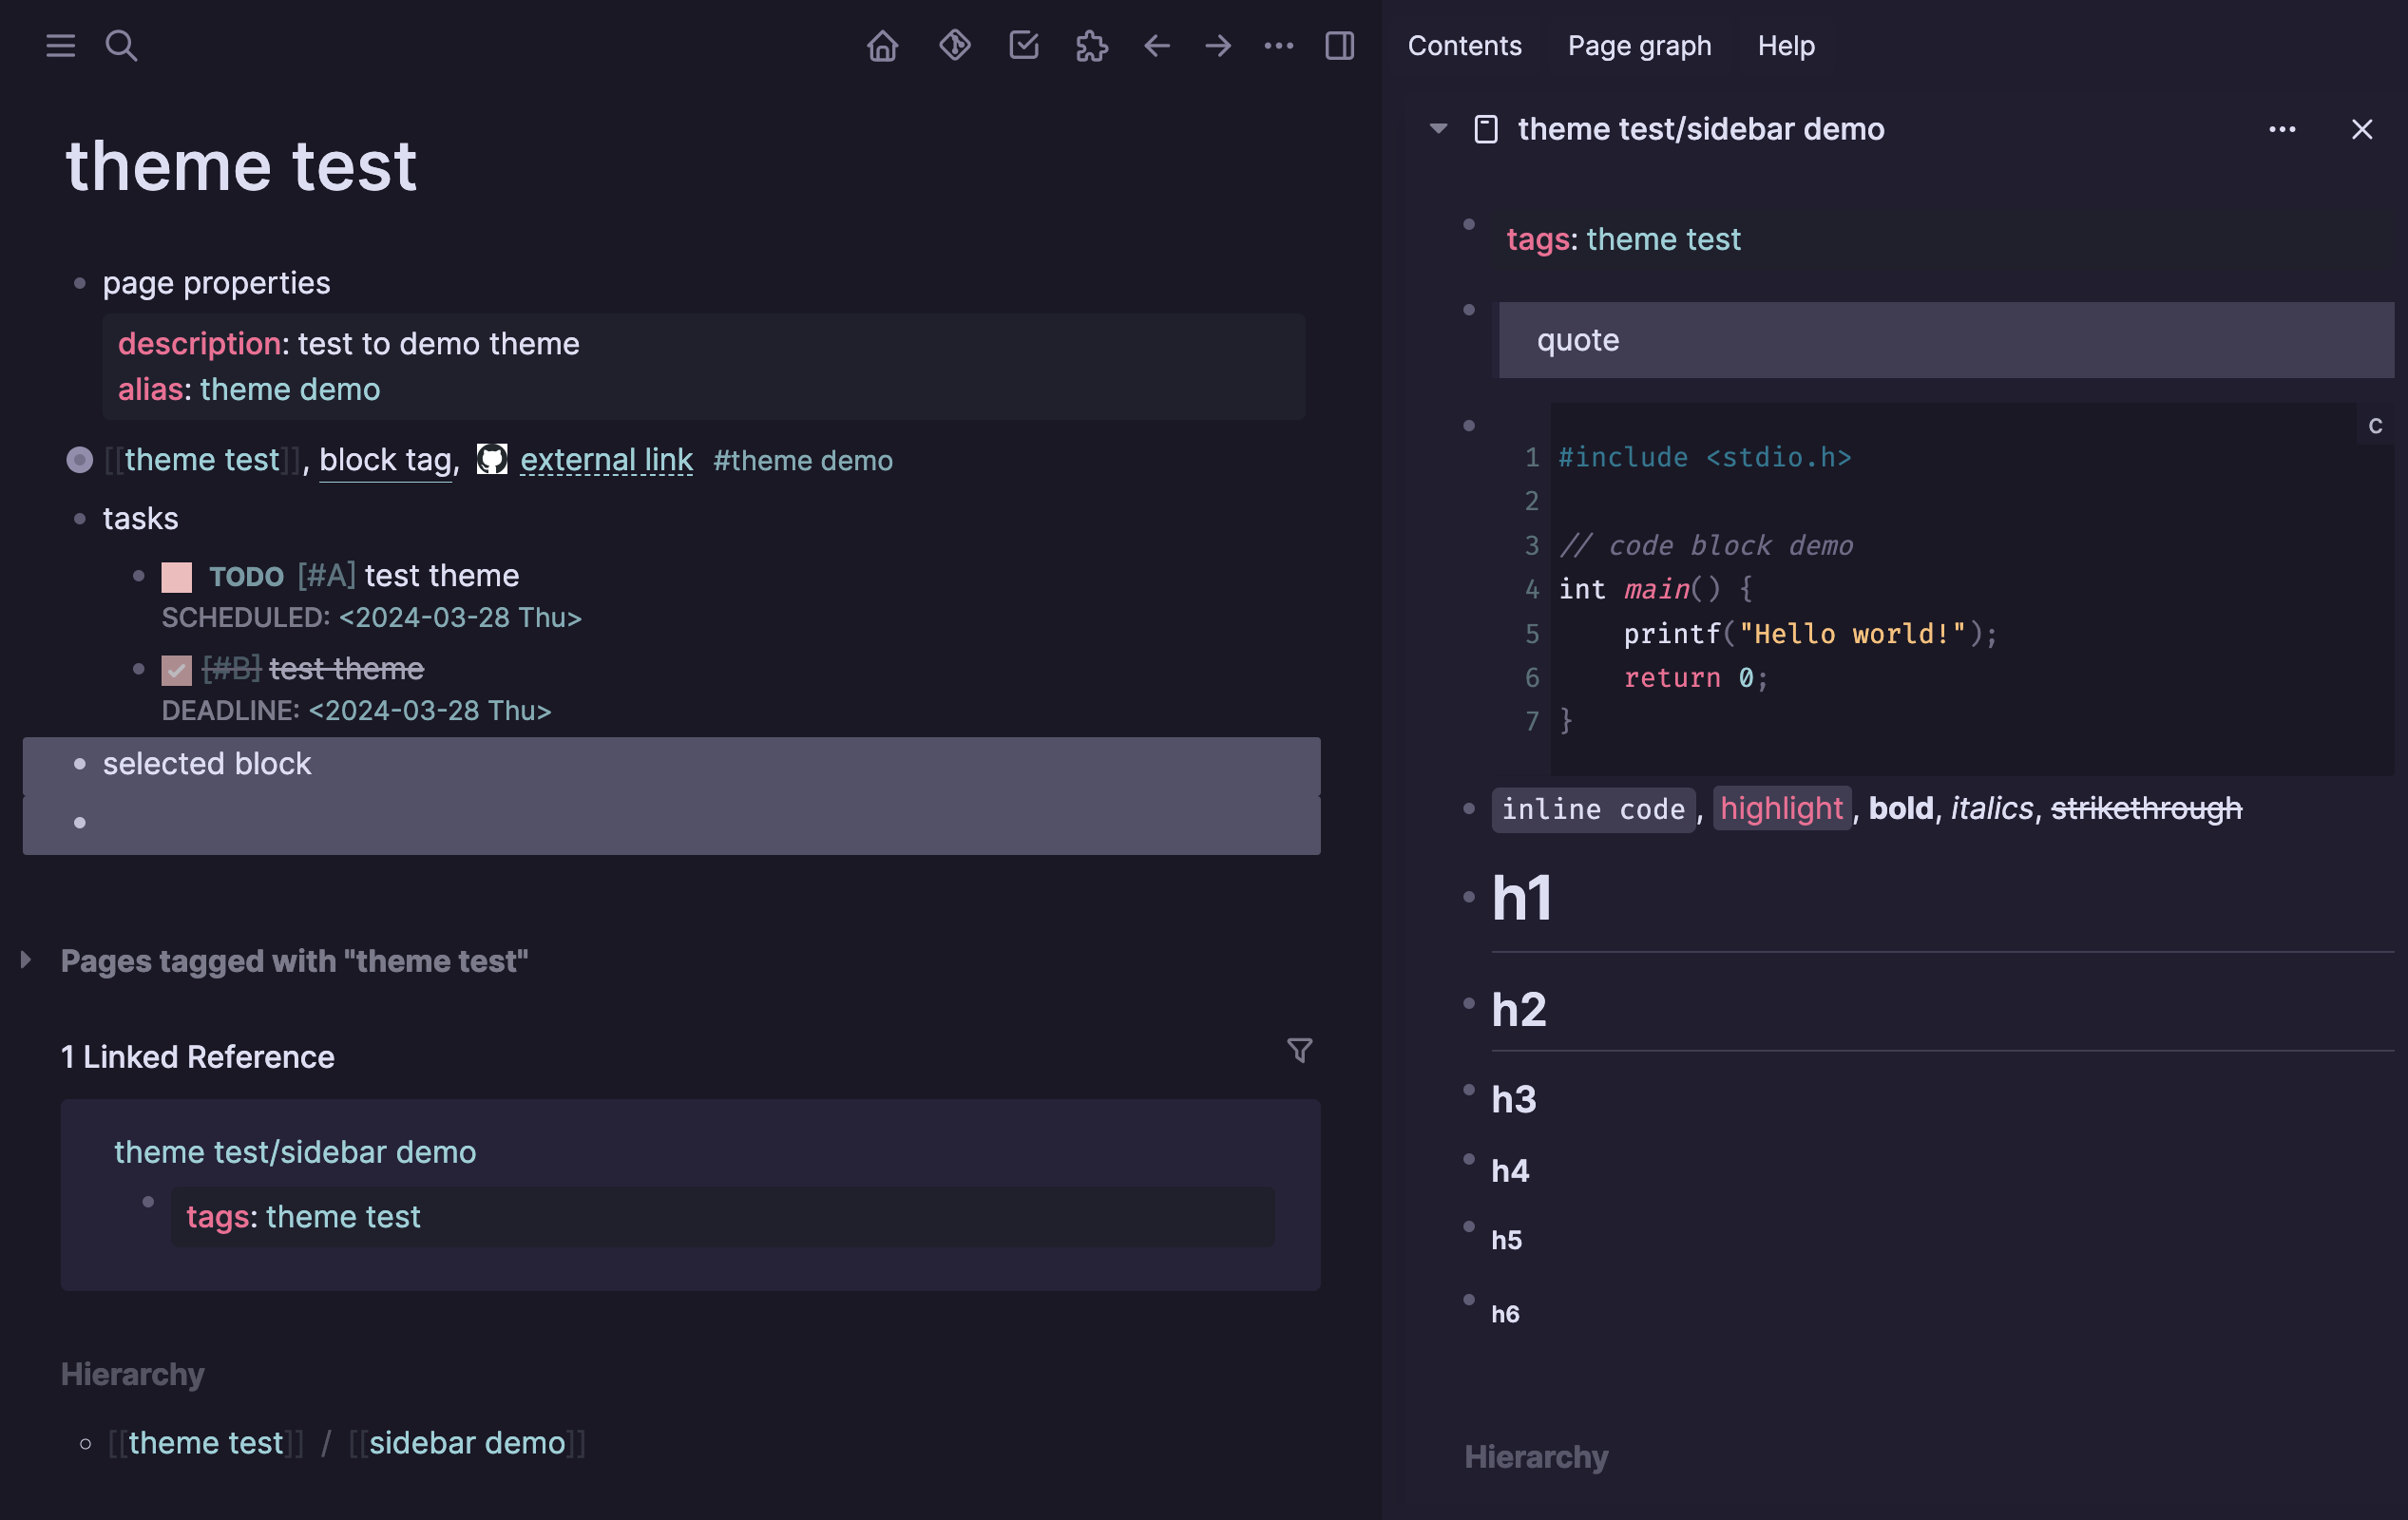 theme test
page properties
description: test to demo theme
alias: theme demo
[[theme test]], block tag, external link #theme demo
tasks
TODO [#A] test theme
SCHEDULED: <2024-03-28 Thu>
[#B] test theme
DEADLINE: <2024-03-28 Thu>
selected block
Pages tagged with "theme test"
1 Linked Reference
theme test/sidebar demo
tags: theme test
Hierarchy
[[theme test]] / [[sidebar demo]]
Contents Page graph Help
theme test/sidebar demo
tags: theme test
quote
c
1 #include <stdio.h>
2
3 // code block demo
4 int main() {
5     printf("Hello world!");
6     return 0;
7 }
inline code, highlight, bold, italics, strikethrough
h1
h2
h3
h4
h5
h6
Hierarchy